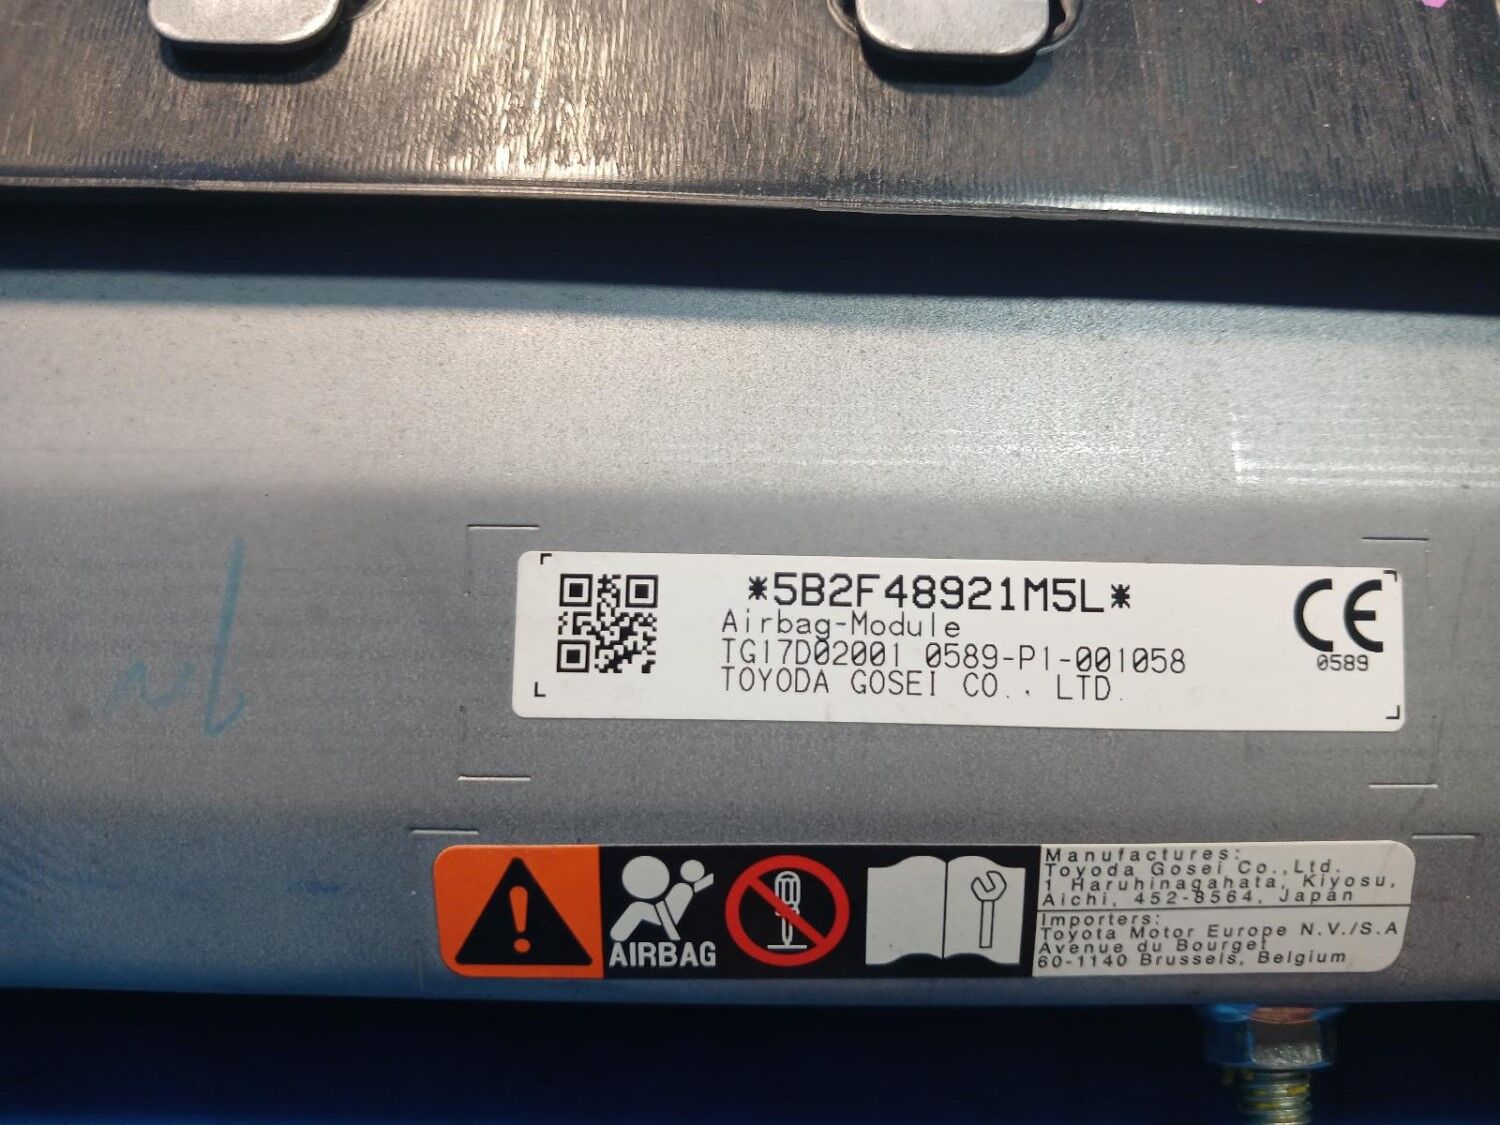 *5B2F48921M5L*
Airbag-Module
TG17D02001 0589-P1-001058
TOYODA GOSEI CO., LTD.
CE
0589
AIRBAG
Manufactures:
Toyoda Gosei Co.,Ltd.
1 Haruhinagahata, Kiyosu,
Aichi, 452-8564, Japan
Importers:
Toyota Motor Europe N.V./S.A
Avenue du Bourget
60-1140 Brussels, Belgium